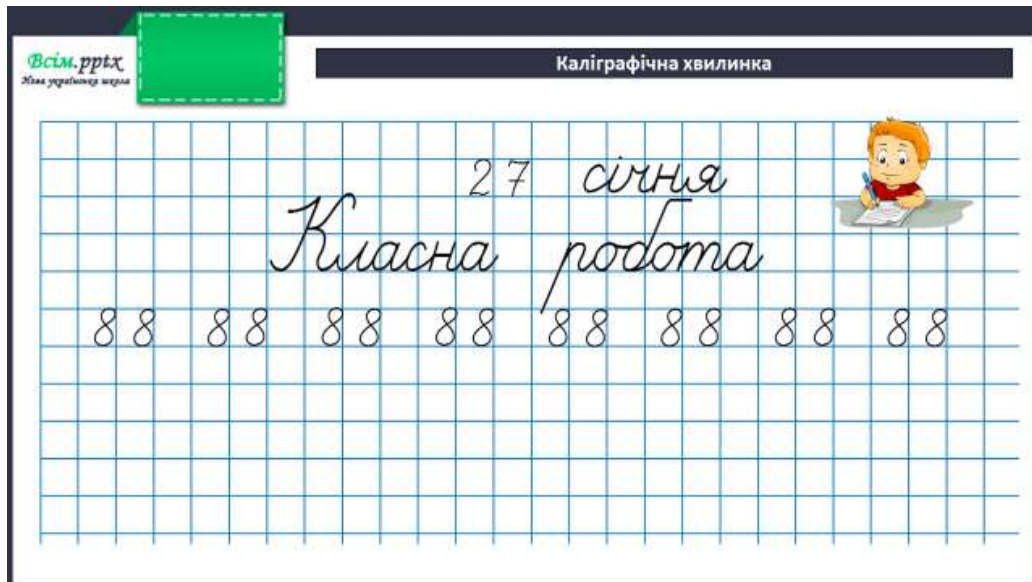 Всім.pptx
Нова українська школа
Каліграфічна хвилинка
27 січня
Класна робота
88 88 88 88 88 88 88 88